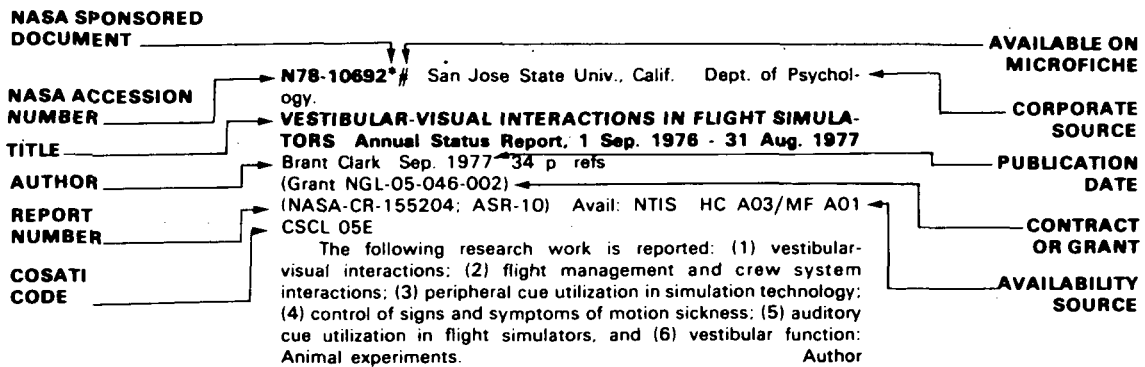 NASA SPONSORED
DOCUMENT
AVAILABLE ON
MICROFICHE
N78-10692*# San Jose State Univ., Calif. Dept. of Psychol-
ogy.
NASA ACCESSION
NUMBER
CORPORATE
SOURCE
VESTIBULAR-VISUAL INTERACTIONS IN FLIGHT SIMULA-
TORS Annual Status Report, 1 Sep. 1976 - 31 Aug. 1977
TITLE
Brant Clark Sep. 1977 34 p refs
PUBLICATION
DATE
AUTHOR
(Grant NGL-05-046-002)
REPORT
NUMBER
(NASA-CR-155204; ASR-10) Avail: NTIS HC A03/MF A01
CONTRACT
OR GRANT
CSCL 05E
COSATI
CODE
AVAILABILITY
SOURCE
The following research work is reported: (1) vestibular-
visual interactions; (2) flight management and crew system
interactions; (3) peripheral cue utilization in simulation technology;
(4) control of signs and symptoms of motion sickness; (5) auditory
cue utilization in flight simulators, and (6) vestibular function:
Animal experiments. Author